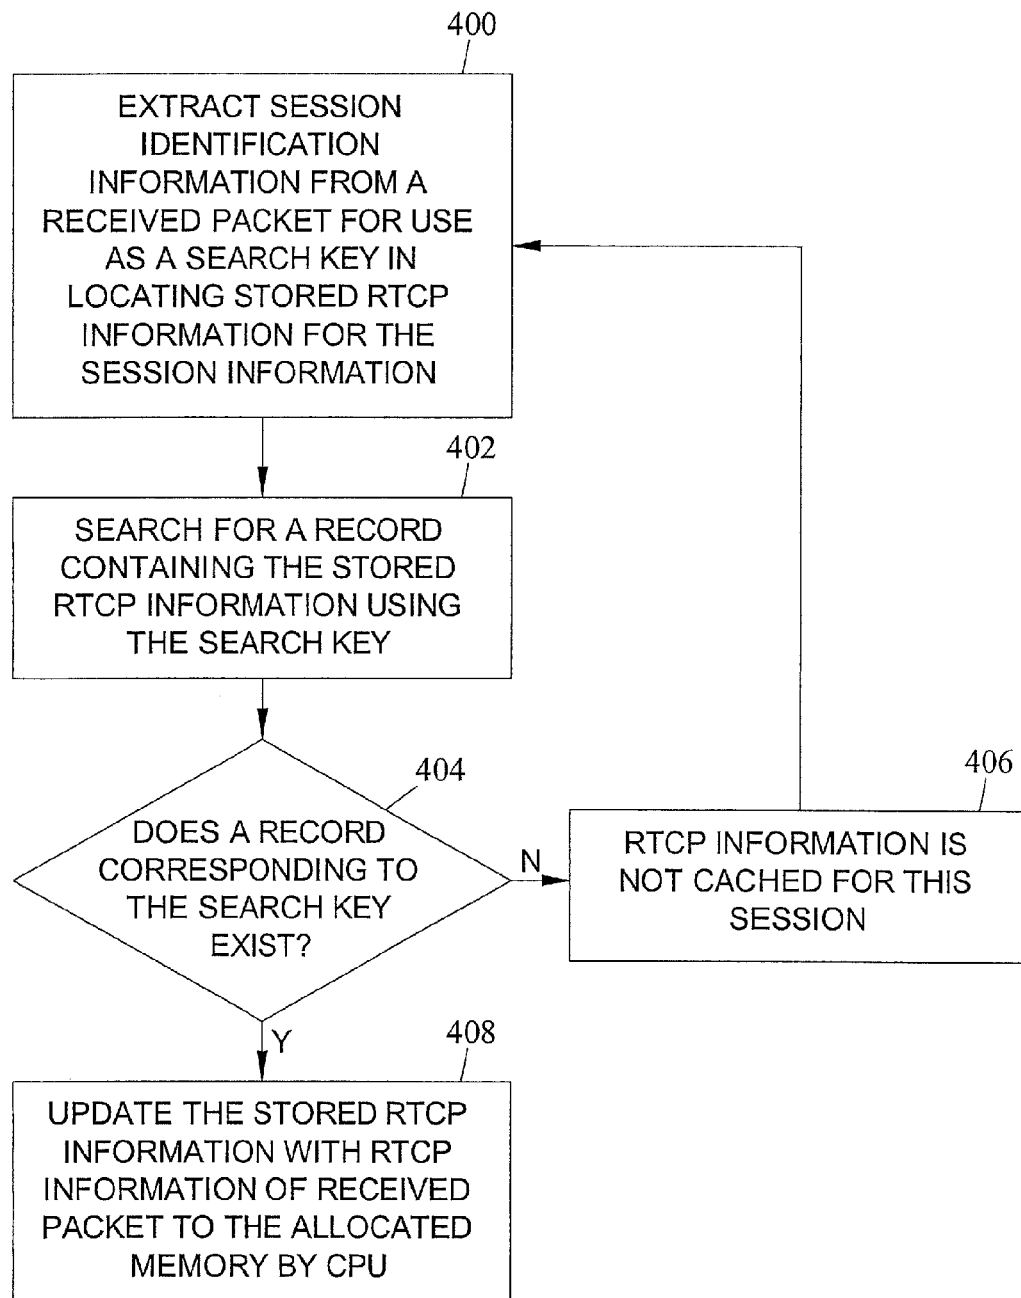 400
EXTRACT SESSION
IDENTIFICATION
INFORMATION FROM A
RECEIVED PACKET FOR USE
AS A SEARCH KEY IN
LOCATING STORED RTCP
INFORMATION FOR THE
SESSION INFORMATION
402
SEARCH FOR A RECORD
CONTAINING THE STORED
RTCP INFORMATION USING
THE SEARCH KEY
404
DOES A RECORD
CORRESPONDING TO
THE SEARCH KEY
EXIST?
N
406
RTCP INFORMATION IS
NOT CACHED FOR THIS
SESSION
Y
408
UPDATE THE STORED RTCP
INFORMATION WITH RTCP
INFORMATION OF RECEIVED
PACKET TO THE ALLOCATED
MEMORY BY CPU